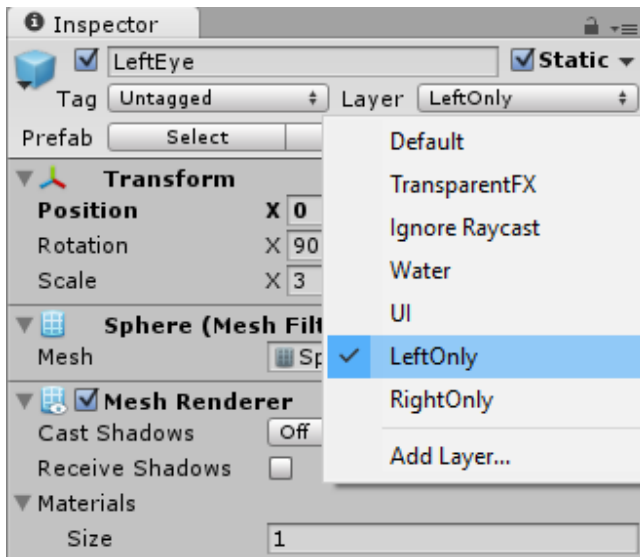 Inspector
LeftEye Static
Tag Untagged Layer LeftOnly
Prefab Select
Default
Transform
TransparentFX
Position X 0
Ignore Raycast
Rotation X 90
Water
Scale X 3
UI
Sphere (Mesh Filt
LeftOnly
Mesh Sp
RightOnly
Mesh Renderer
Cast Shadows Off
Add Layer...
Receive Shadows
Materials
Size 1